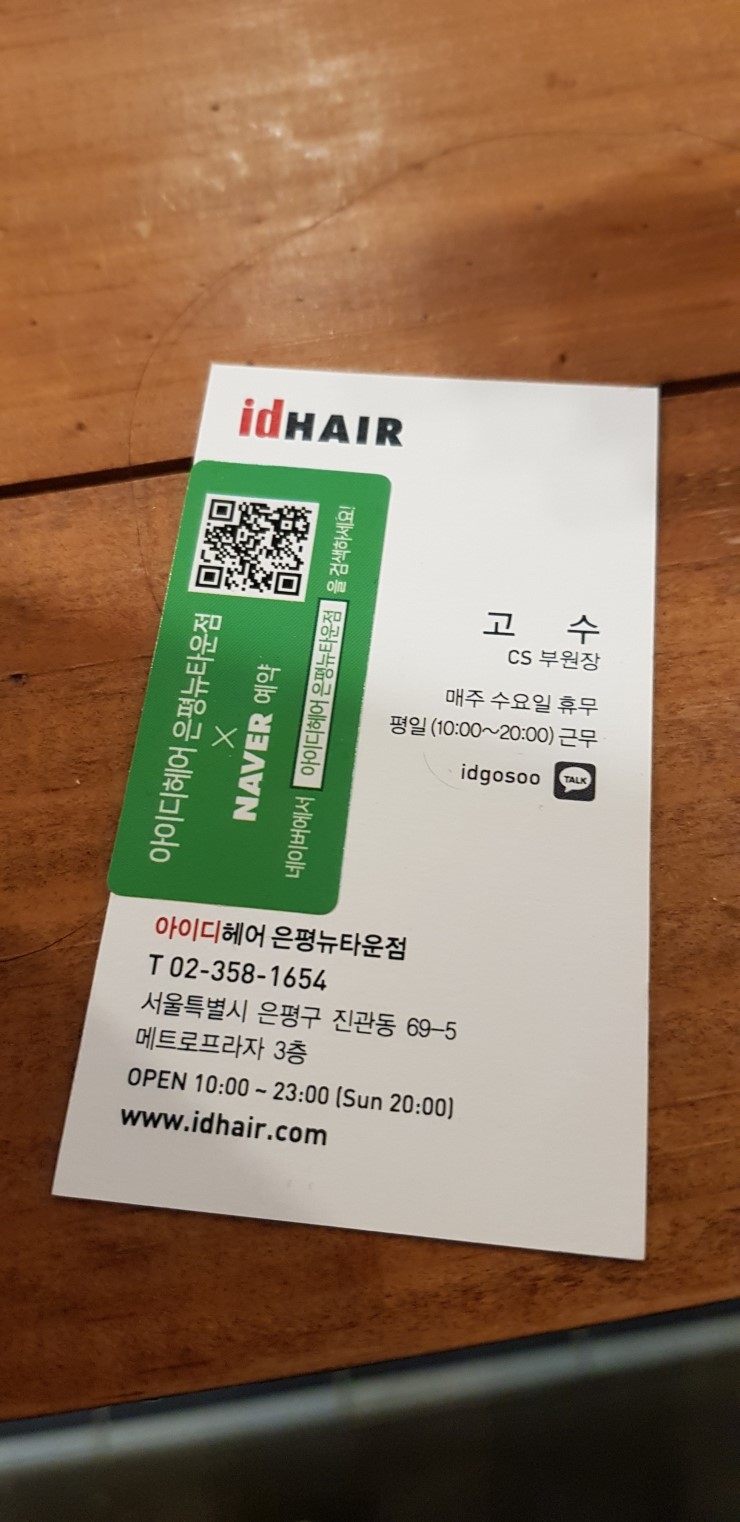 idHAIR
아이디헤어 은평뉴타운점
×
NAVER 예약
네이버에서 아이디헤어 은평뉴타운점 을 검색하세요!
고 수
CS 부원장
매주 수요일 휴무
평일 (10:00~20:00) 근무
idgosoo TALK
아이디헤어 은평뉴타운점
T 02-358-1654
서울특별시 은평구 진관동 69-5
메트로프라자 3층
OPEN 10:00 ~ 23:00 (Sun 20:00)
www.idhair.com